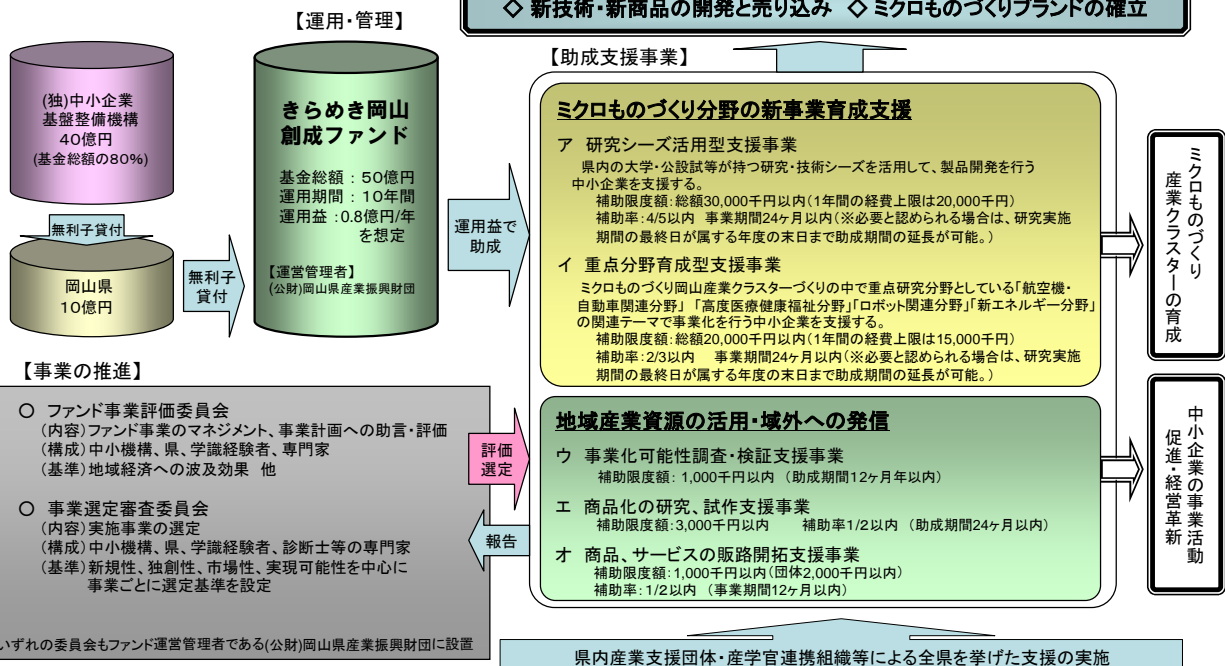 ◇ 新技術・新商品の開発と売り込み ◇ ミクロものづくりブランドの確立
【運用・管理】
(独)中小企業
基盤整備機構
40億円
(基金総額の80%)
無利子貸付
岡山県
10億円
無利子
貸付
きらめき岡山
創成ファンド
基金総額 : 50億円
運用期間 : 10年間
運用益 :0.8億円/年
を想定
【運営管理者】
(公財)岡山県産業振興財団
運用益で
助成
【助成支援事業】
ミクロものづくり分野の新事業育成支援
ア 研究シーズ活用型支援事業
県内の大学・公設試等が持つ研究・技術シーズを活用して、製品開発を行う
中小企業を支援する。
補助限度額:総額30,000千円以内(1年間の経費上限は20,000千円)
補助率:4/5以内 事業期間24ヶ月以内(※必要と認められる場合は、研究実施
期間の最終日が属する年度の末日まで助成期間の延長が可能。)
イ 重点分野育成型支援事業
ミクロものづくり岡山産業クラスターづくりの中で重点研究分野としている「航空機・
自動車関連分野」 「高度医療健康福祉分野」「ロボット関連分野」「新エネルギー分野」
の関連テーマで事業化を行う中小企業を支援する。
補助限度額:総額20,000千円以内(1年間の経費上限は15,000千円)
補助率:2/3以内 事業期間24ヶ月以内(※必要と認められる場合は、研究実施
期間の最終日が属する年度の末日まで助成期間の延長が可能。)
地域産業資源の活用・域外への発信
ウ 事業化可能性調査・検証支援事業
補助限度額: 1,000千円以内 (助成期間12ヶ月年以内)
エ 商品化の研究、試作支援事業
補助限度額:3,000千円以内 補助率1/2以内 (助成期間24ヶ月以内)
オ 商品、サービスの販路開拓支援事業
補助限度額:1,000千円以内(団体2,000千円以内)
補助率:1/2以内 (事業期間12ヶ月以内)
ミクロものづくり
産業クラスターの育成
中小企業の事業活動
促進・経営革新
【事業の推進】
○ ファンド事業評価委員会
(内容)ファンド事業のマネジメント、事業計画への助言・評価
(構成)中小機構、県、学識経験者、専門家
(基準)地域経済への波及効果 他
○ 事業選定審査委員会
(内容)実施事業の選定
(構成)中小機構、県、学識経験者、診断士等の専門家
(基準)新規性、独創性、市場性、実現可能性を中心に
事業ごとに選定基準を設定
いずれの委員会もファンド運営管理者である(公財)岡山県産業振興財団に設置
評価
選定
報告
県内産業支援団体・産学官連携組織等による全県を挙げた支援の実施